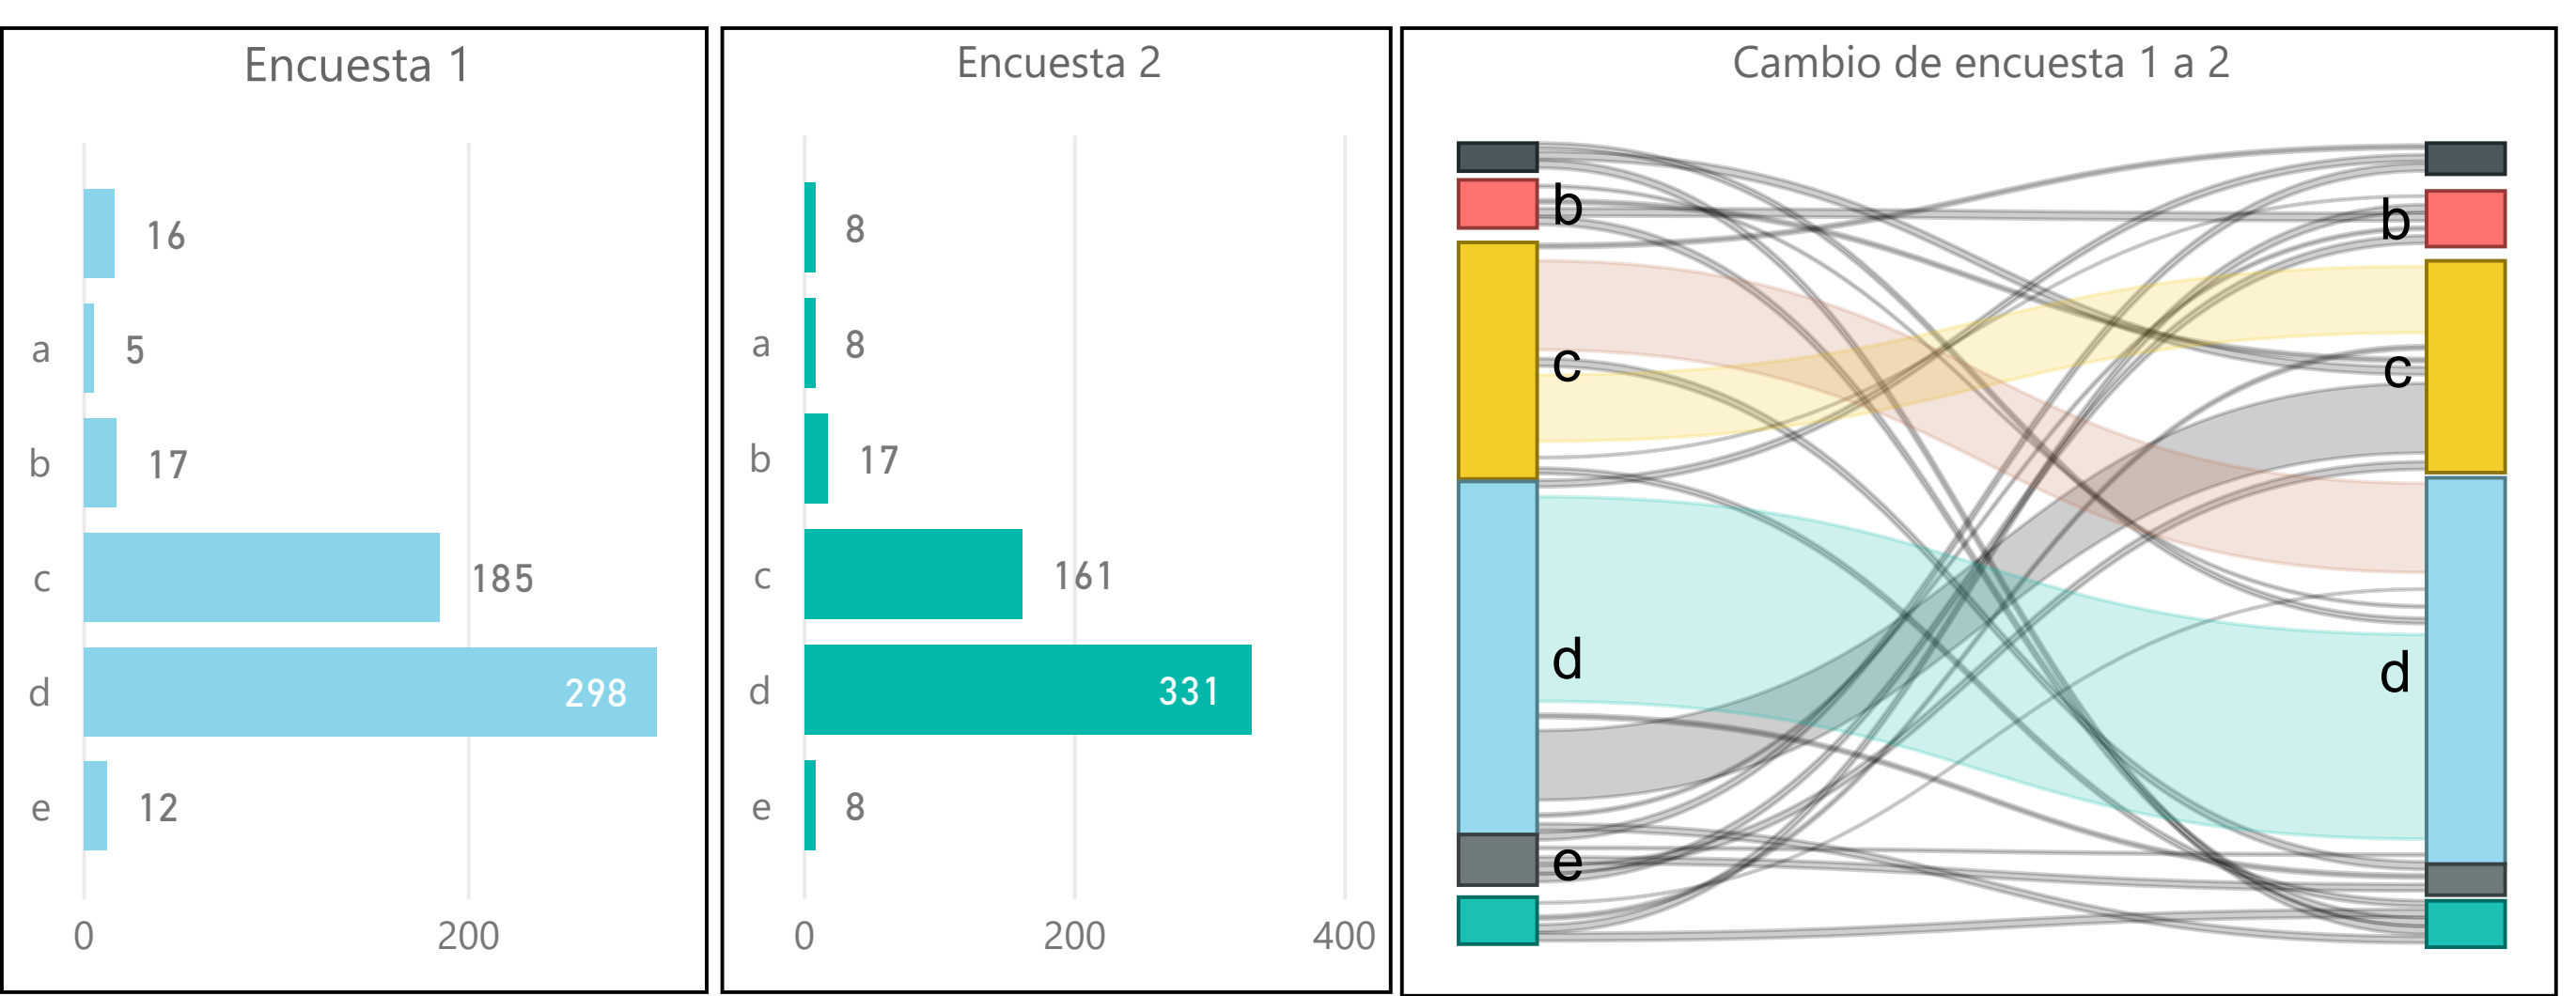 Encuesta 1
16
a 5
b 17
c 185
d 298
e 12
0 200
Encuesta 2
8
a 8
b 17
c 161
d 331
e 8
0 200 400
Cambio de encuesta 1 a 2
b b
c c
d d
e